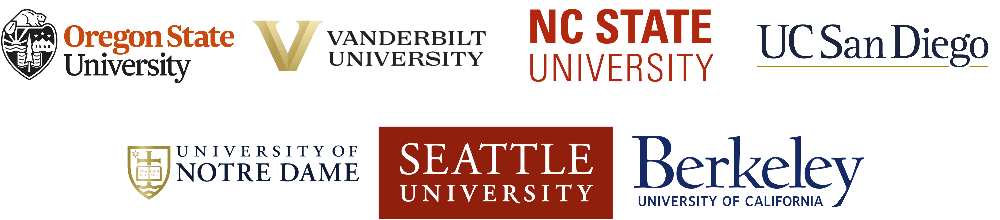 1868
Oregon State
University
VANDERBILT
UNIVERSITY
NC STATE
UNIVERSITY
UC San Diego
VITA CEDO
DUL- SPES
UNIVERSITY OF
NOTRE DAME
SEATTLE
UNIVERSITY
Berkeley
UNIVERSITY OF CALIFORNIA